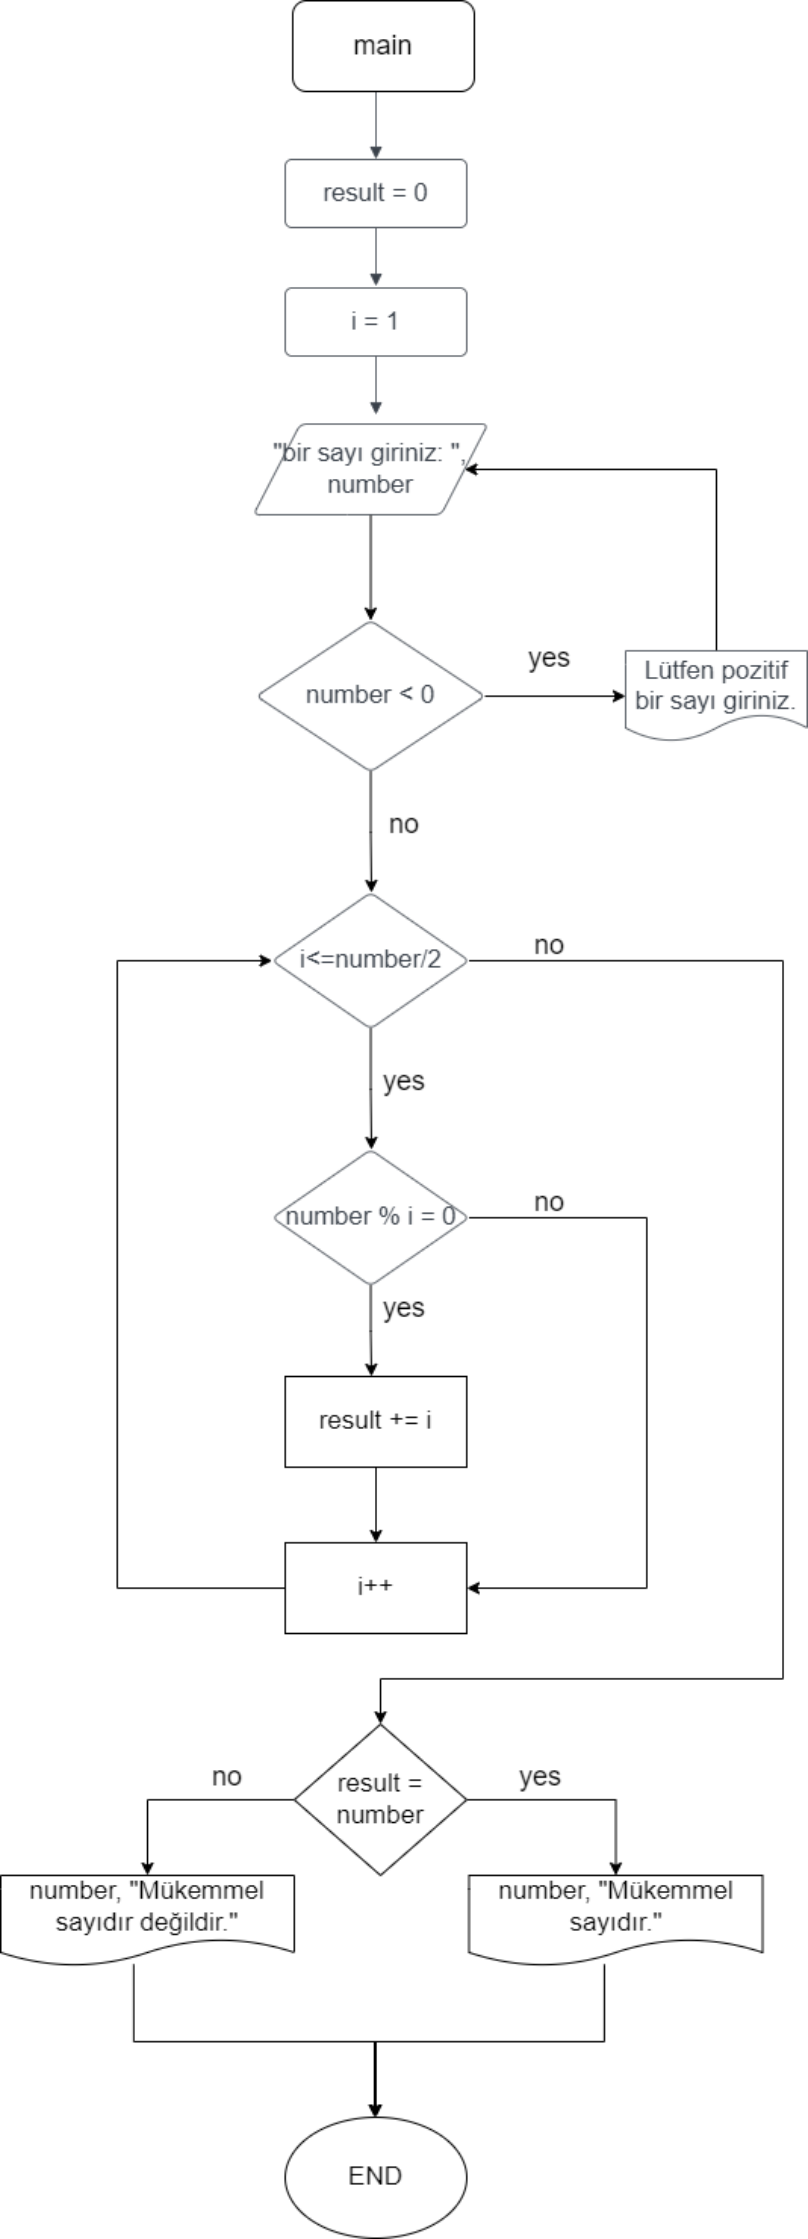 main
result = 0
i = 1
"bir sayı giriniz: ",
number
yes
number < 0
Lütfen pozitif
bir sayı giriniz.
no
i<=number/2
no
yes
number % i = 0
no
yes
result += i
i++
result =
number
no
yes
number, "Mükemmel
sayıdır değildir."
number, "Mükemmel
sayıdır."
END